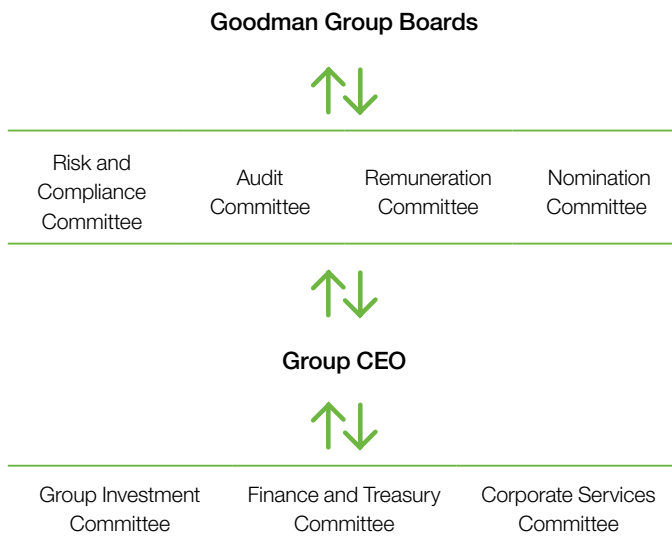 Goodman Group Boards
Risk and
Compliance
Committee
Audit
Committee
Remuneration
Committee
Nomination
Committee
Group CEO
Group Investment
Committee
Finance and Treasury
Committee
Corporate Services
Committee